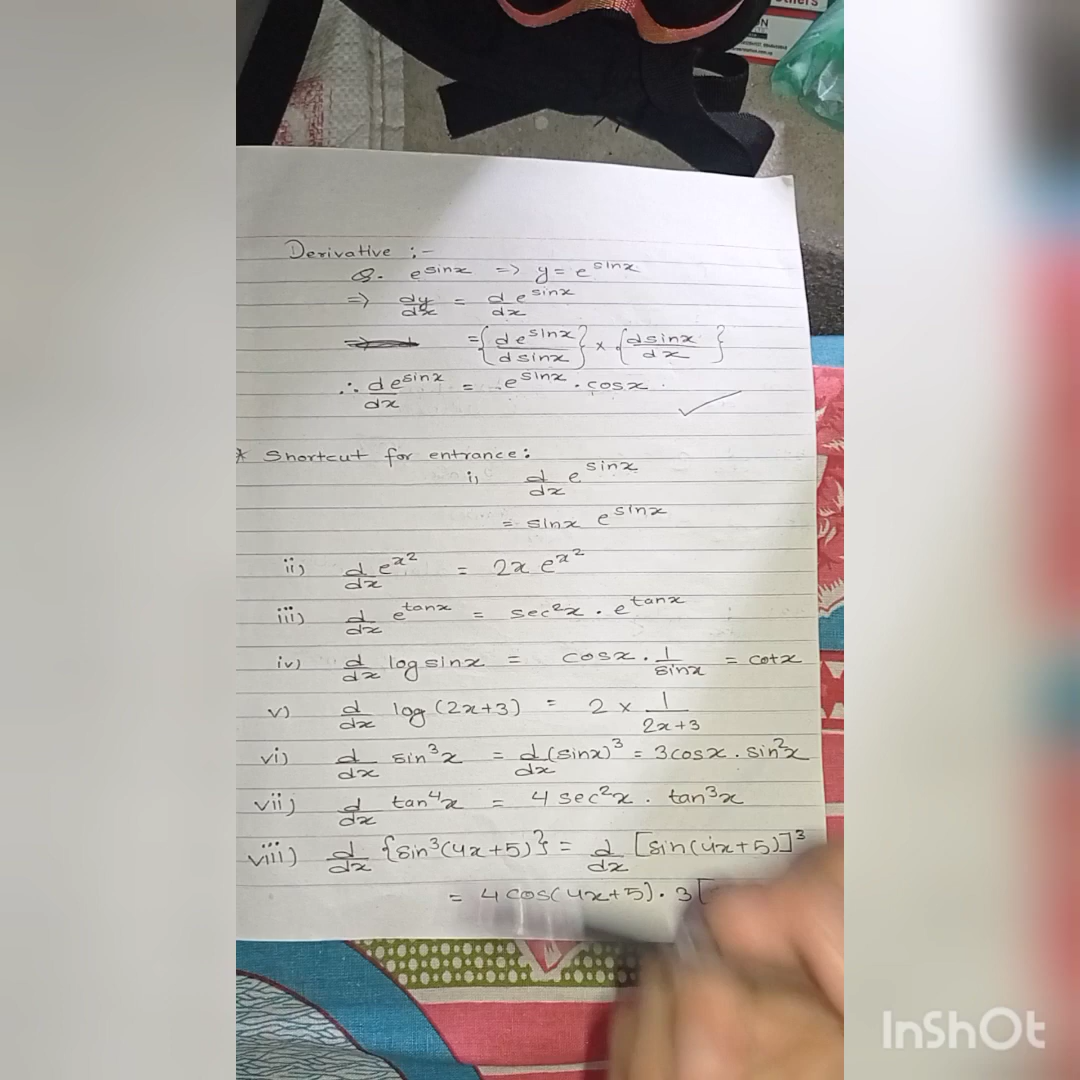 others
ON
Derivative :-
Q. e^sinx => y = e^sinx
=> dy/dx = d/dx e^sinx
= {d e^sinx/d sinx} × {d sinx/dx}
∴ d e^sinx/dx = e^sinx . cosx .
* Shortcut for entrance:
i) d/dx e^sinx
= sinx e^sinx
ii) d/dx e^x² = 2x e^x²
iii) d/dx e^tanx = sec²x . e^tanx
iv) d/dx log sinx = cosx . 1/sinx = cotx
v) d/dx log (2x+3) = 2 × 1/2x+3
vi) d/dx sin³x = d/dx (sinx)³ = 3cosx . sin²x
vii) d/dx tan⁴x = 4 sec²x . tan³x
viii) d/dx {sin³(4x+5)} = d/dx [sin(4x+5)]³
= 4 cos(4x+5) . 3 [
InShOt